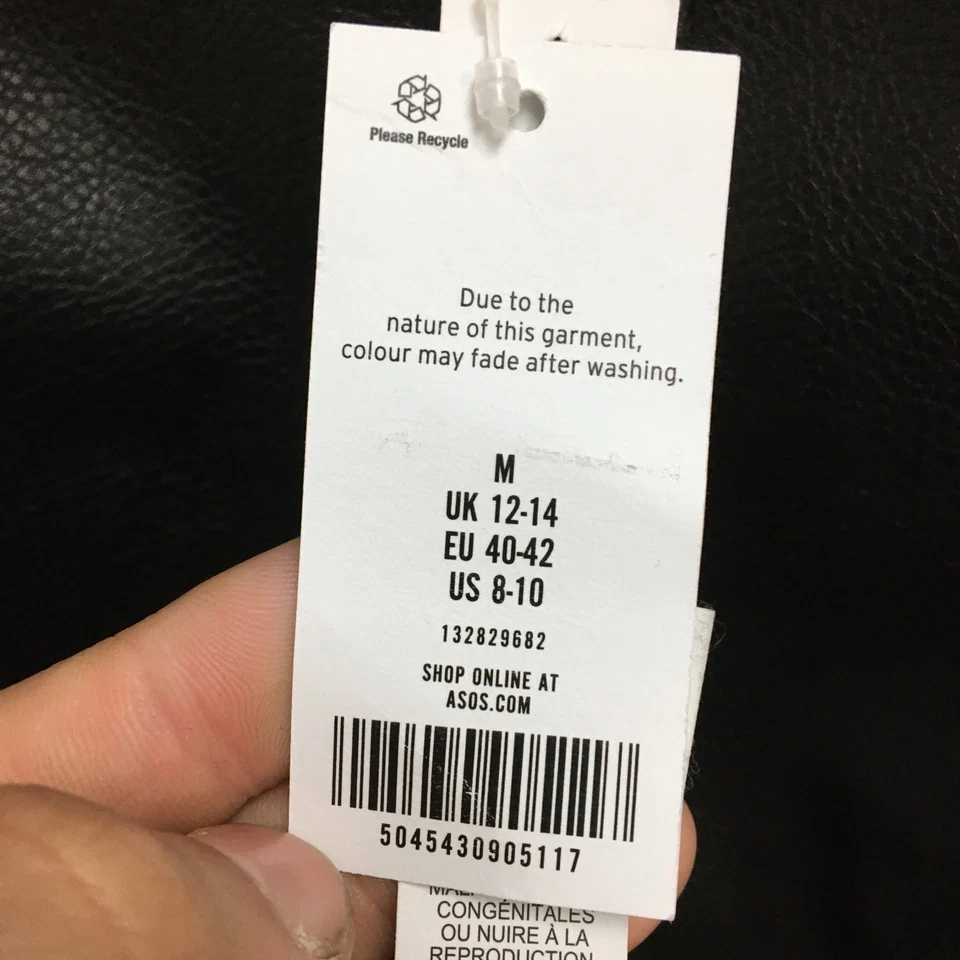 Please Recycle
Due to the
nature of this garment,
colour may fade after washing.
M
UK 12-14
EU 40-42
US 8-10
132829682
SHOP ONLINE AT
ASOS.COM
5045430905117
CONGÉNITALES
OU NUIRE À LA
REPRODUCTION